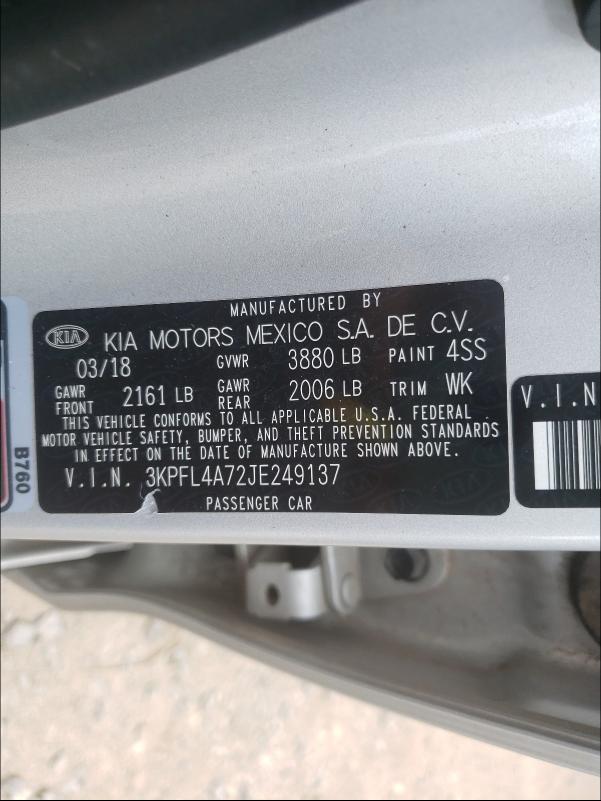 MANUFACTURED BY
KIA KIA MOTORS MEXICO S.A. DE C.V.
03/18 GVWR 3880 LB PAINT 4SS
GAWR FRONT 2161 LB GAWR REAR 2006 LB TRIM WK
THIS VEHICLE CONFORMS TO ALL APPLICABLE U.S.A. FEDERAL
MOTOR VEHICLE SAFETY, BUMPER, AND THEFT PREVENTION STANDARDS
IN EFFECT ON THE DATE OF MANUFACTURE SHOWN ABOVE.
V.I.N. 3KPFL4A72JE249137
PASSENGER CAR
B760
V.I.N